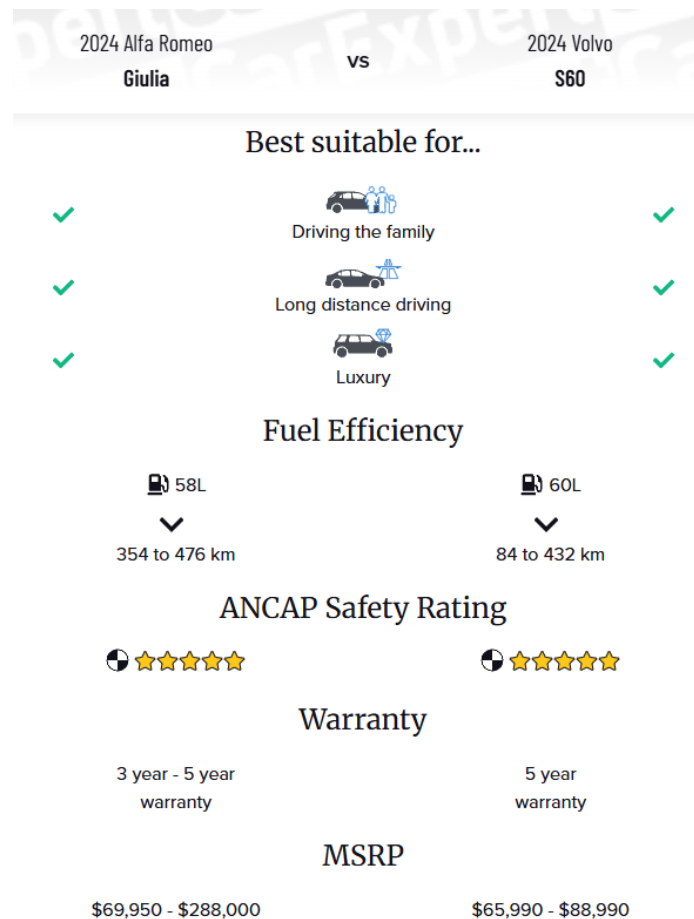 2024 Alfa Romeo
Giulia
vs
2024 Volvo
S60
Best suitable for...
Driving the family
Long distance driving
Luxury
Fuel Efficiency
58L
60L
354 to 476 km
84 to 432 km
ANCAP Safety Rating
Warranty
3 year - 5 year
warranty
5 year
warranty
MSRP
$69,950 - $288,000
$65,990 - $88,990